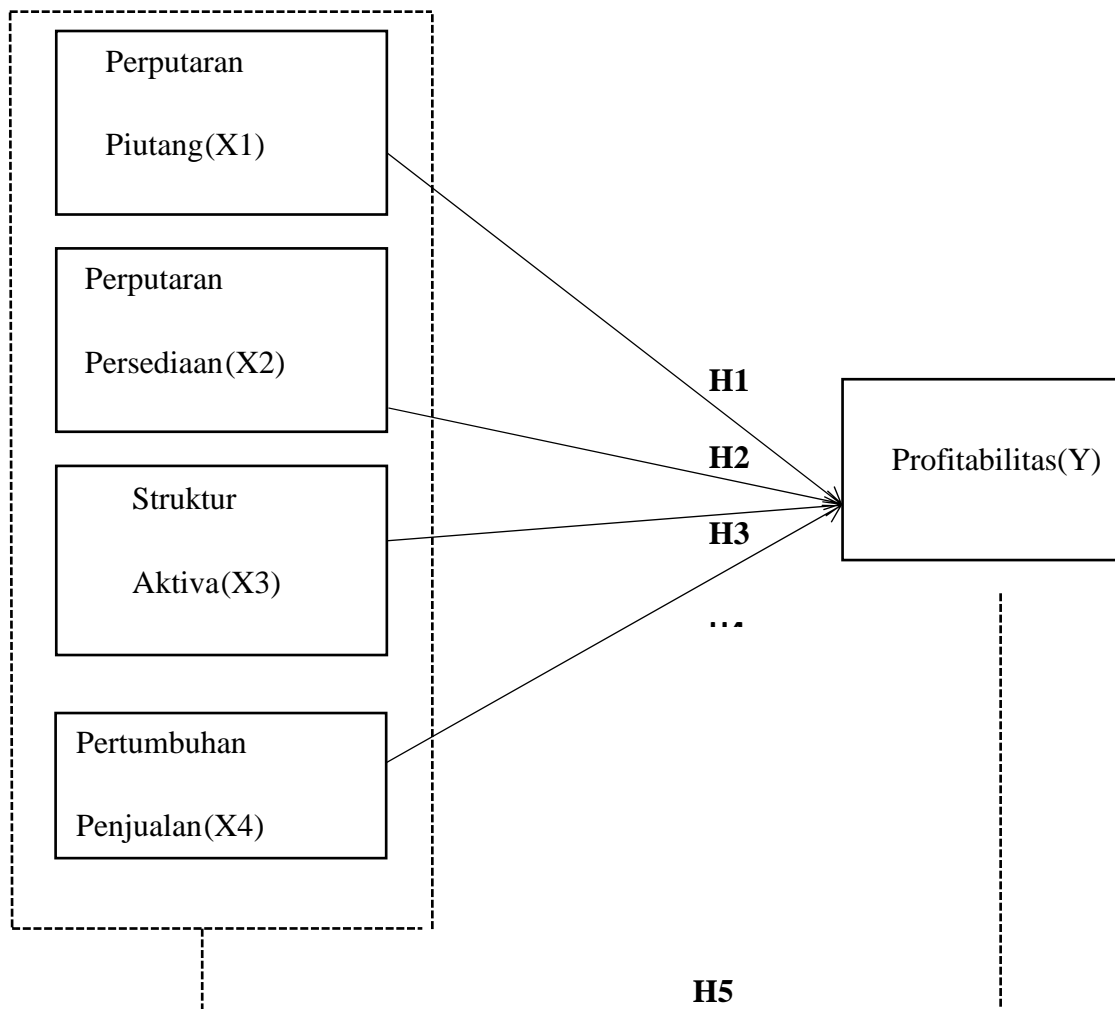 Perputaran
Piutang(X1)
Perputaran
Persediaan(X2)
H1
H2
Profitabilitas(Y)
Struktur
Aktiva(X3)
H3
Pertumbuhan
Penjualan(X4)
H5